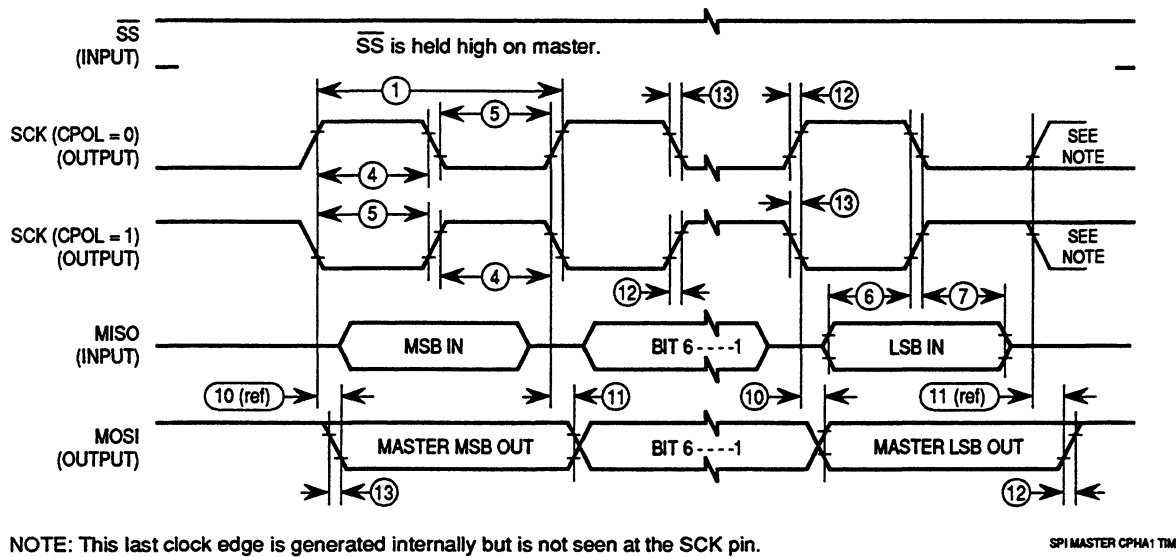 SS
(INPUT)
SS is held high on master.
1
13
12
5
SCK (CPOL = 0)
(OUTPUT)
SEE
NOTE
4
5
13
SCK (CPOL = 1)
(OUTPUT)
SEE
NOTE
4
12
6
7
MISO
(INPUT)
MSB IN
BIT 6 - - - - 1
LSB IN
10 (ref)
11
10
11 (ref)
MOSI
(OUTPUT)
MASTER MSB OUT
BIT 6 - - - - 1
MASTER LSB OUT
13
12
NOTE: This last clock edge is generated internally but is not seen at the SCK pin.
SPI MASTER CPHA1 TIM